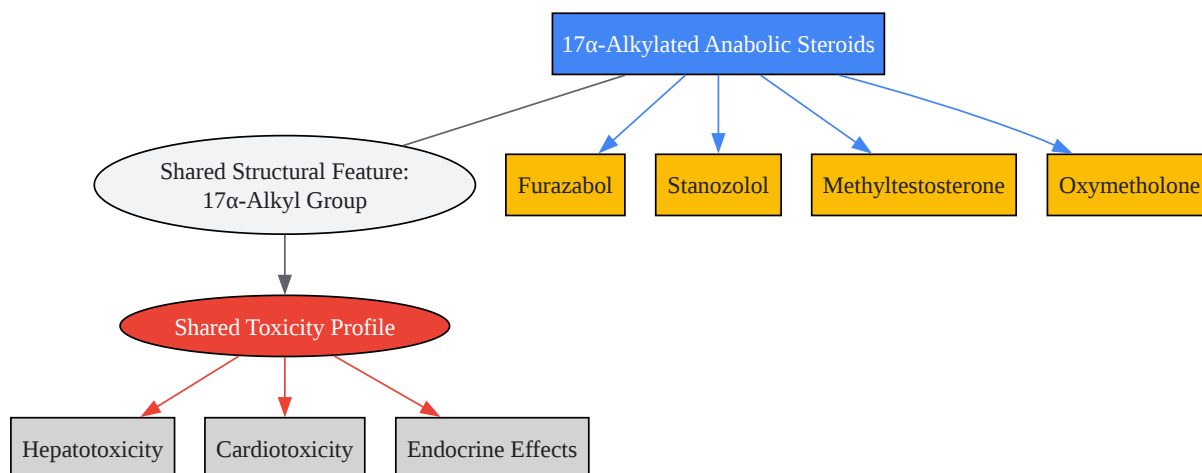 17α-Alkylated Anabolic Steroids
Shared Structural Feature:
17α-Alkyl Group
Furazabol
Stanozolol
Methyltestosterone
Oxymetholone
Shared Toxicity Profile
Hepatotoxicity
Cardiotoxicity
Endocrine Effects